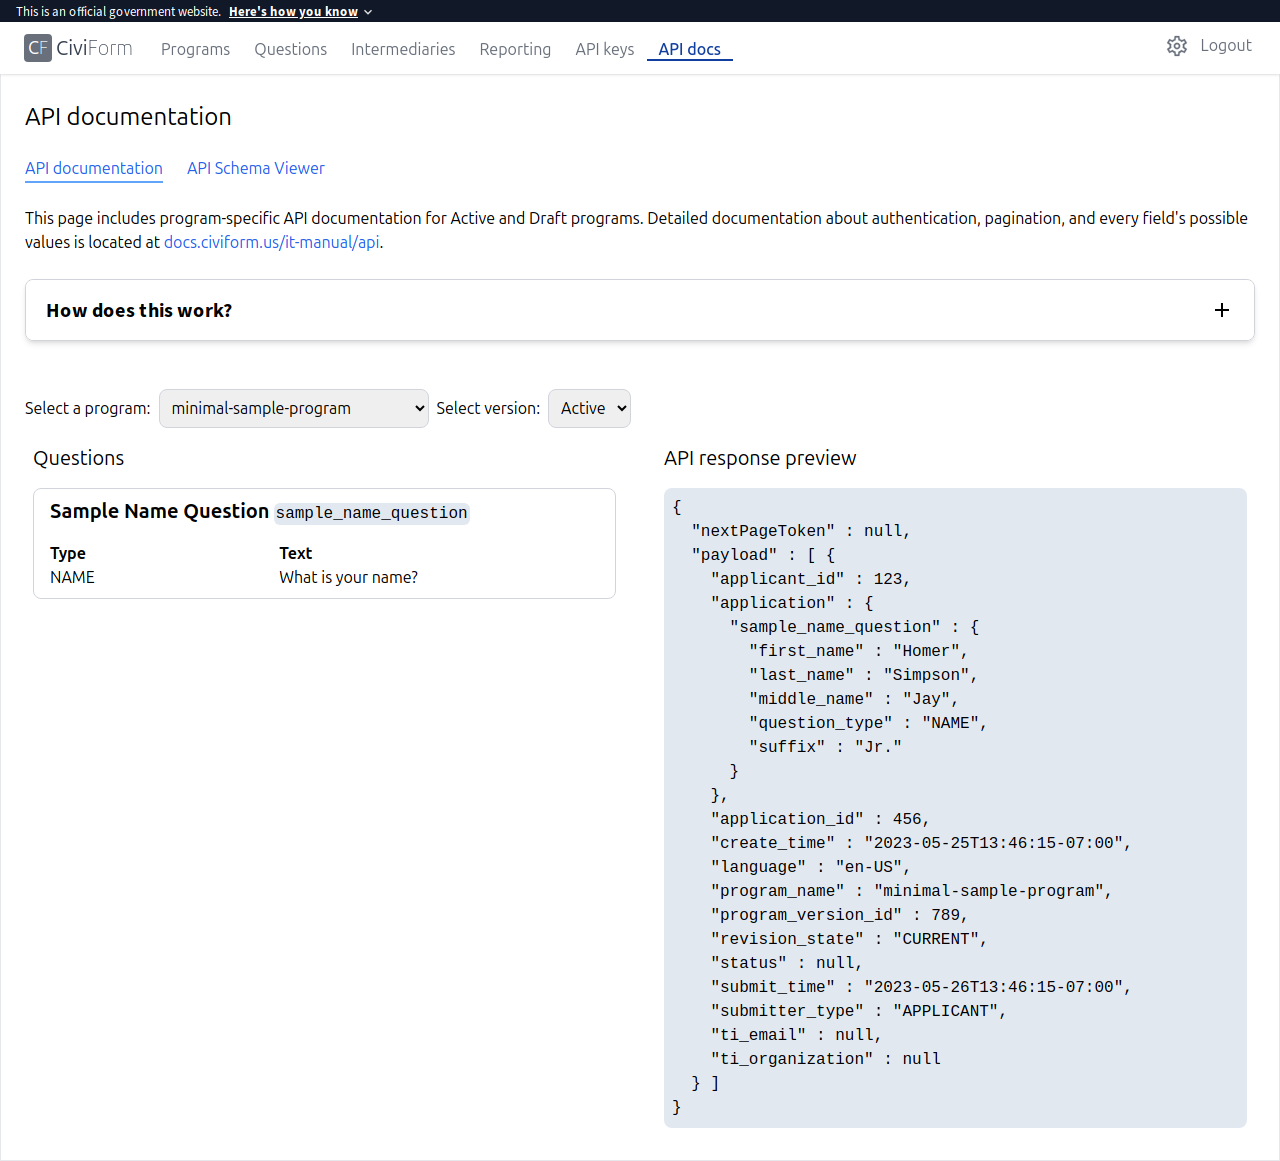 This is an official government website. Here's how you know
CF CiviForm Programs Questions Intermediaries Reporting API keys API docs Logout
API documentation
API documentation API Schema Viewer
This page includes program-specific API documentation for Active and Draft programs. Detailed documentation about authentication, pagination, and every field's possible
values is located at docs.civiform.us/it-manual/api.
How does this work?
Select a program: minimal-sample-program Select version: Active
Questions
Sample Name Question sample_name_question
Type Text
NAME What is your name?
API response preview
{
  "nextPageToken" : null,
  "payload" : [ {
    "applicant_id" : 123,
    "application" : {
      "sample_name_question" : {
        "first_name" : "Homer",
        "last_name" : "Simpson",
        "middle_name" : "Jay",
        "question_type" : "NAME",
        "suffix" : "Jr."
      }
    },
    "application_id" : 456,
    "create_time" : "2023-05-25T13:46:15-07:00",
    "language" : "en-US",
    "program_name" : "minimal-sample-program",
    "program_version_id" : 789,
    "revision_state" : "CURRENT",
    "status" : null,
    "submit_time" : "2023-05-26T13:46:15-07:00",
    "submitter_type" : "APPLICANT",
    "ti_email" : null,
    "ti_organization" : null
  } ]
}